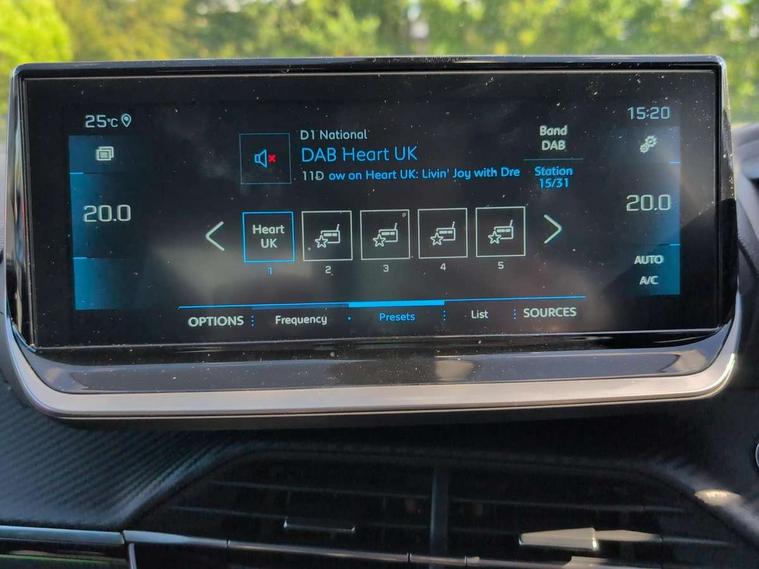 25°C
15:20
D1 National
DAB Heart UK
11D ow on Heart UK: Livin' Joy with Dre
Band
DAB
Station
15/31
20.0
20.0
Heart
UK
1
2
3
4
5
AUTO
A/C
OPTIONS
Frequency
Presets
List
SOURCES